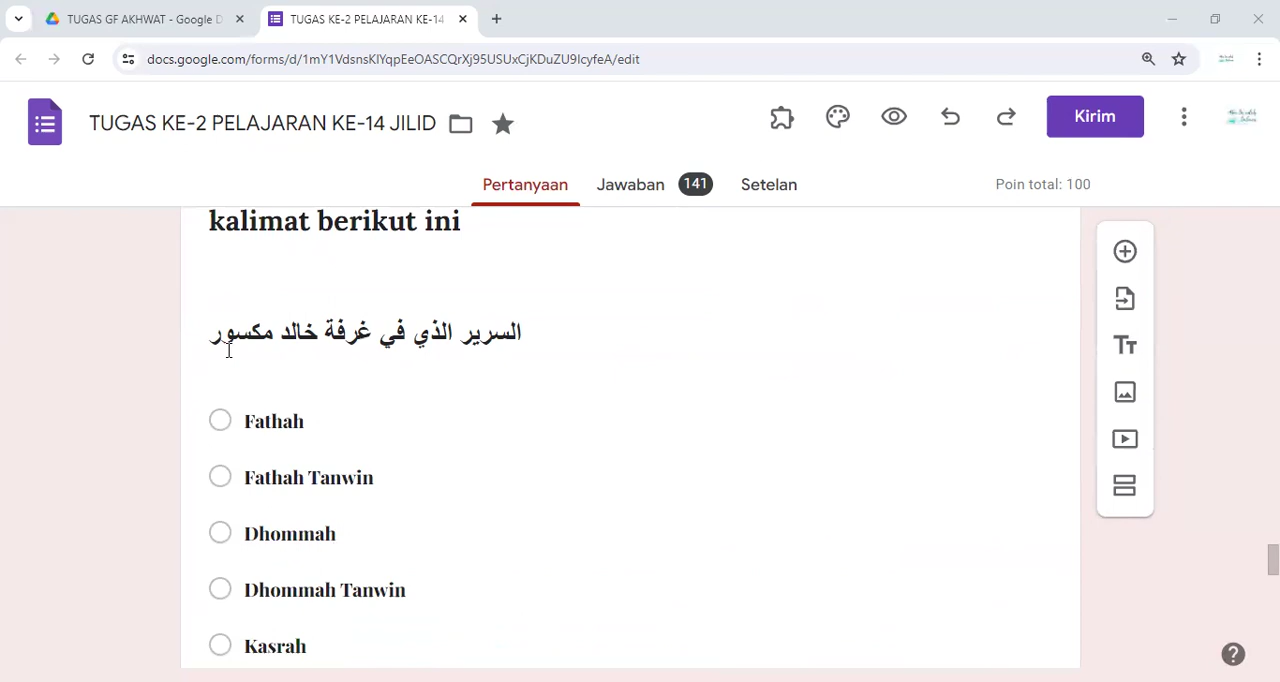 TUGAS GF AKHWAT - Google D
TUGAS KE-2 PELAJARAN KE-14
docs.google.com/forms/d/1mY1VdsnsKlYqpEeOASCQrXj95USUxCjKDuZU9IcyfeA/edit
TUGAS KE-2 PELAJARAN KE-14 JILID
Kirim
Pertanyaan
Jawaban 141
Setelan
Poin total: 100
kalimat berikut ini
السرير الذي في غرفة خالد مكسور
Fathah
Fathah Tanwin
Dhommah
Dhommah Tanwin
Kasrah